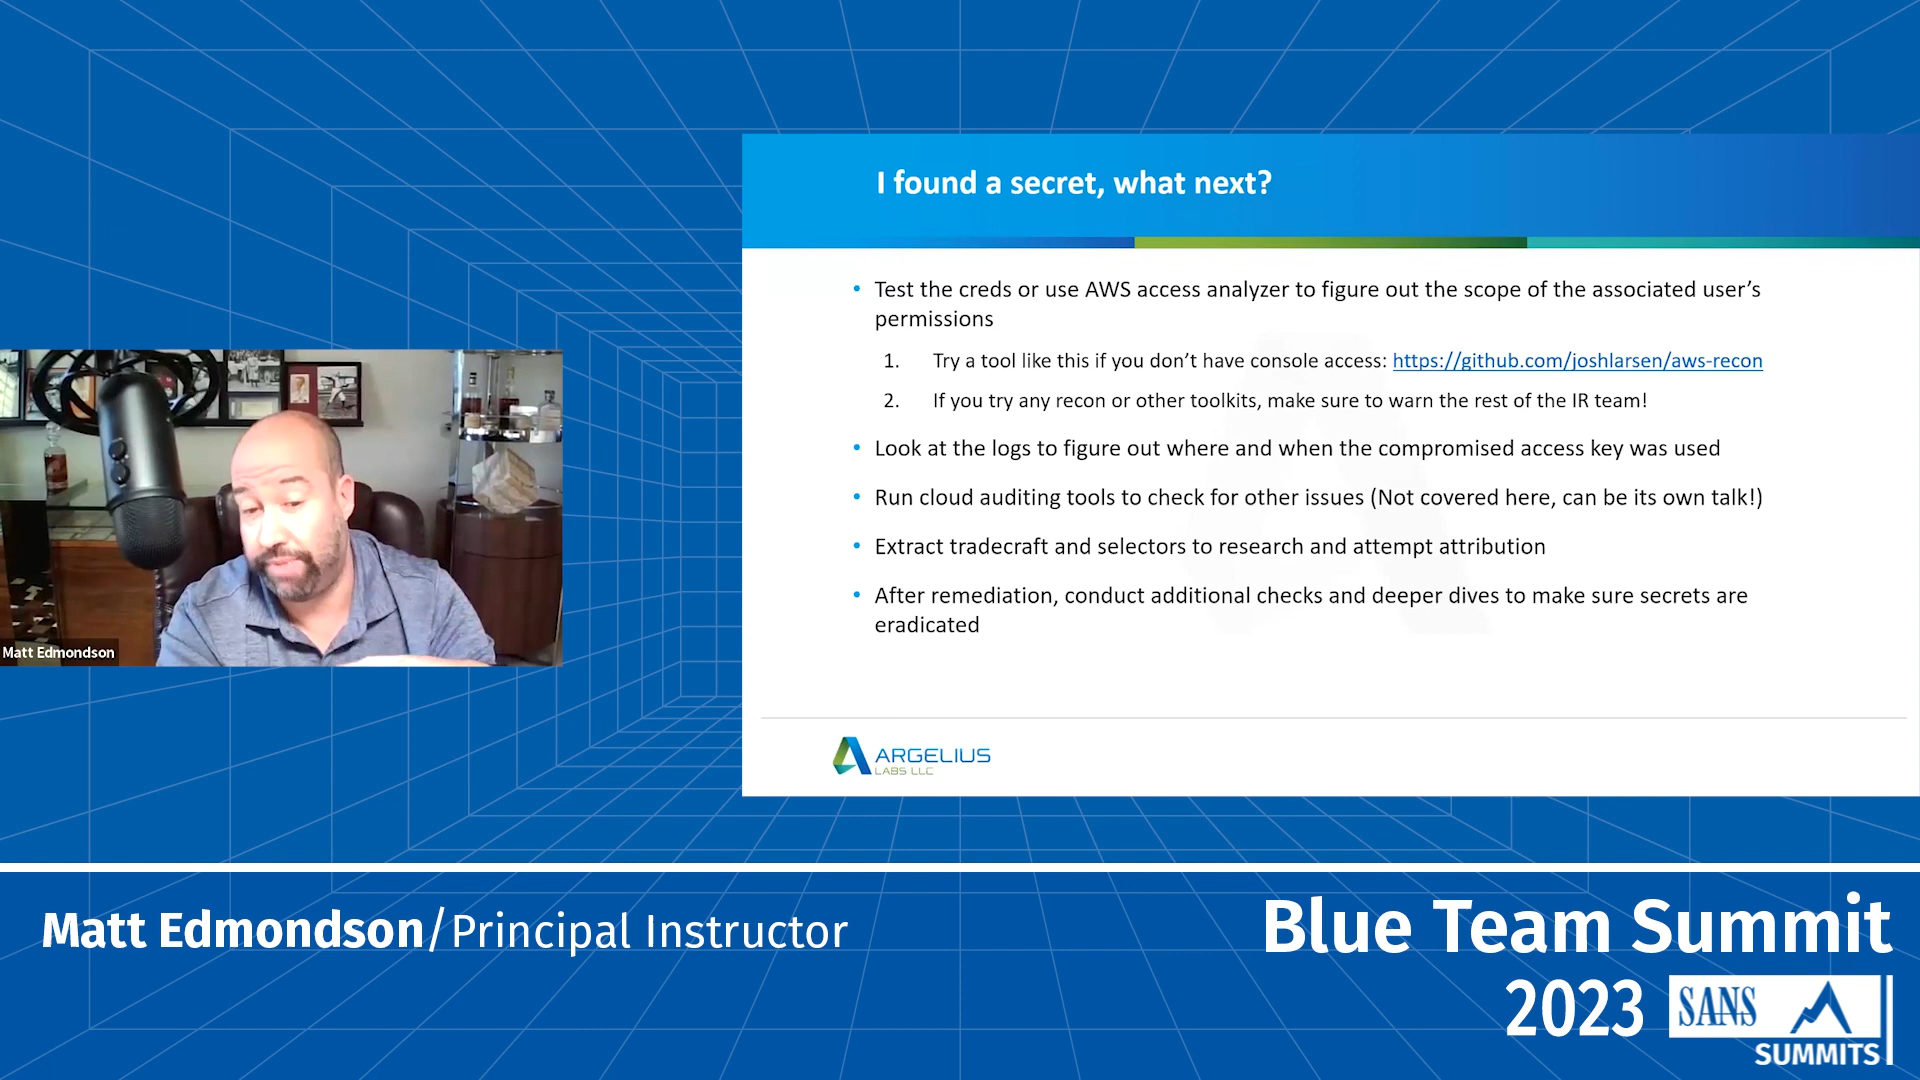 I found a secret, what next?
• Test the creds or use AWS access analyzer to figure out the scope of the associated user’s
permissions
1. Try a tool like this if you don’t have console access: https://github.com/joshlarsen/aws-recon
2. If you try any recon or other toolkits, make sure to warn the rest of the IR team!
• Look at the logs to figure out where and when the compromised access key was used
• Run cloud auditing tools to check for other issues (Not covered here, can be its own talk!)
• Extract tradecraft and selectors to research and attempt attribution
• After remediation, conduct additional checks and deeper dives to make sure secrets are
eradicated
ARGELIUS
LABS LLC
Matt Edmondson
Matt Edmondson/Principal Instructor
Blue Team Summit
2023
SANS
SUMMITS